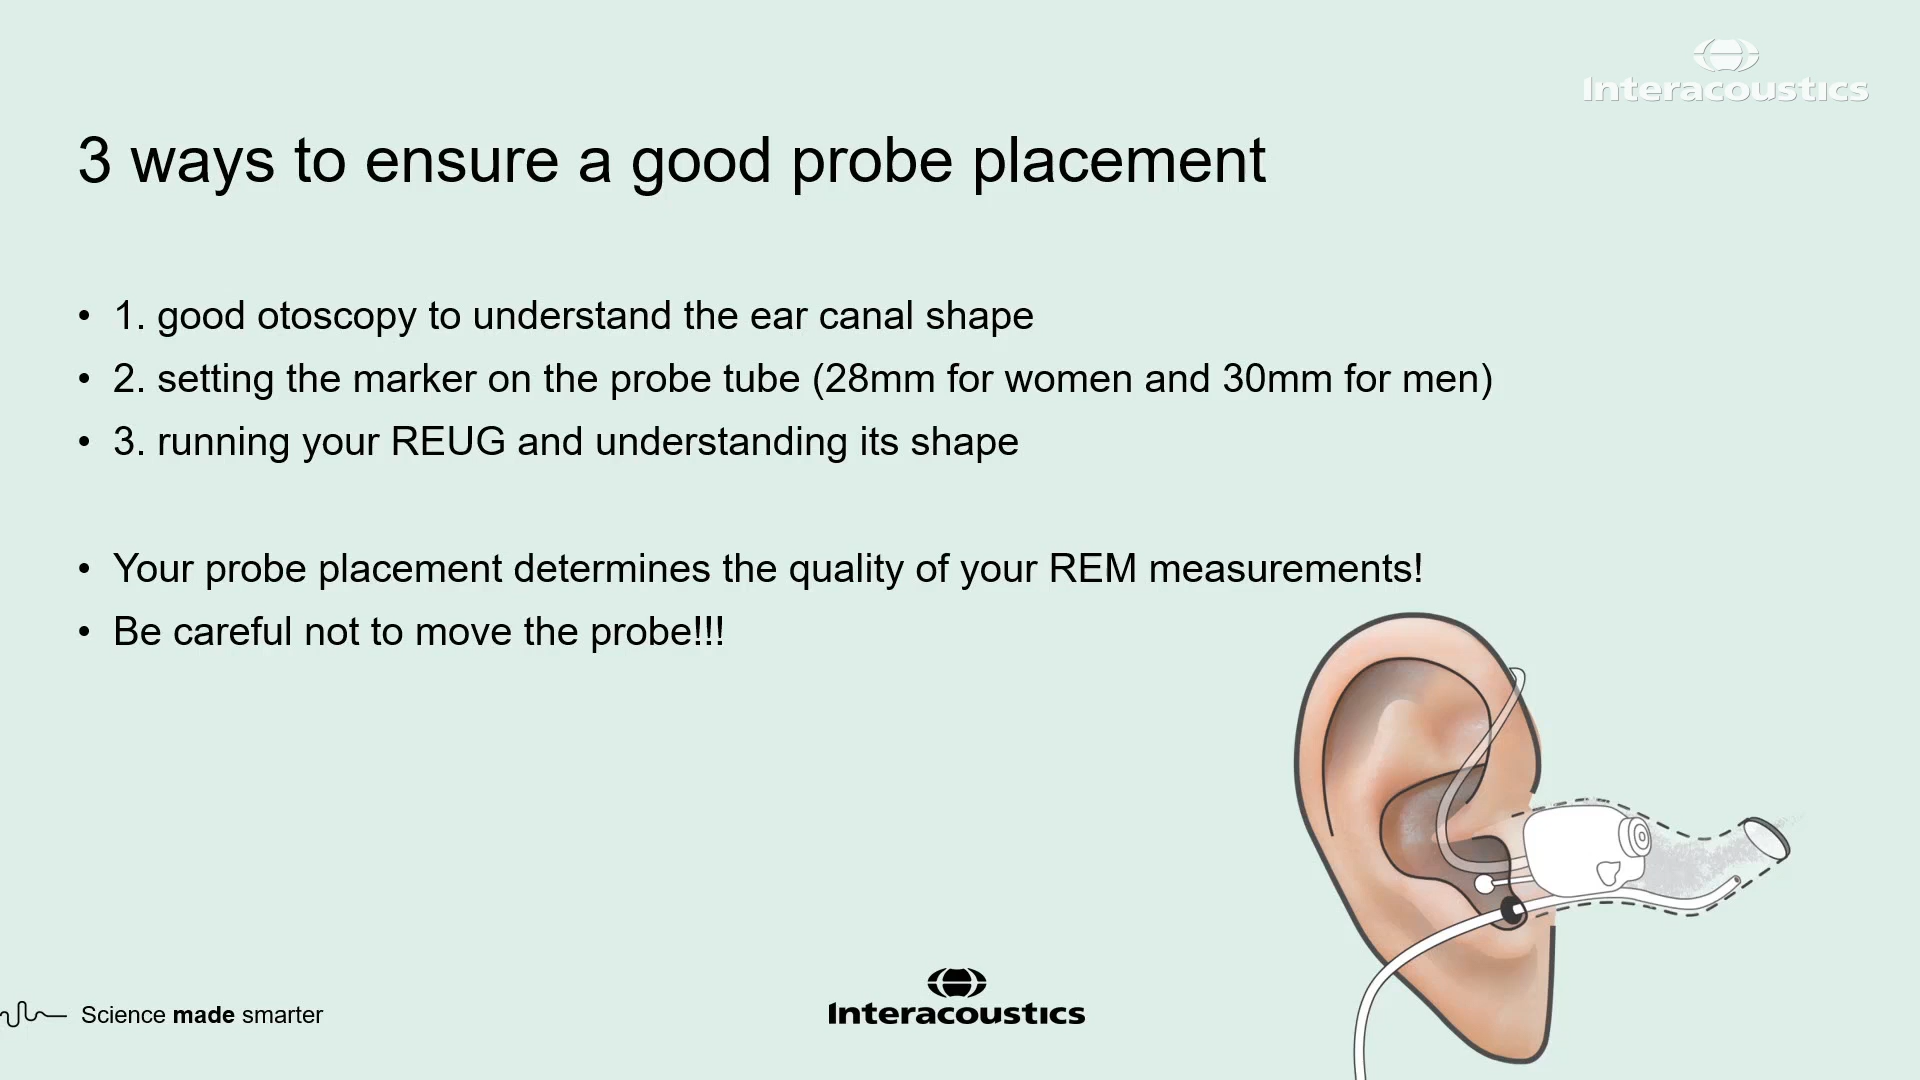 Interacoustics
3 ways to ensure a good probe placement
• 1. good otoscopy to understand the ear canal shape
• 2. setting the marker on the probe tube (28mm for women and 30mm for men)
• 3. running your REUG and understanding its shape
• Your probe placement determines the quality of your REM measurements!
• Be careful not to move the probe!!!
Science made smarter
Interacoustics